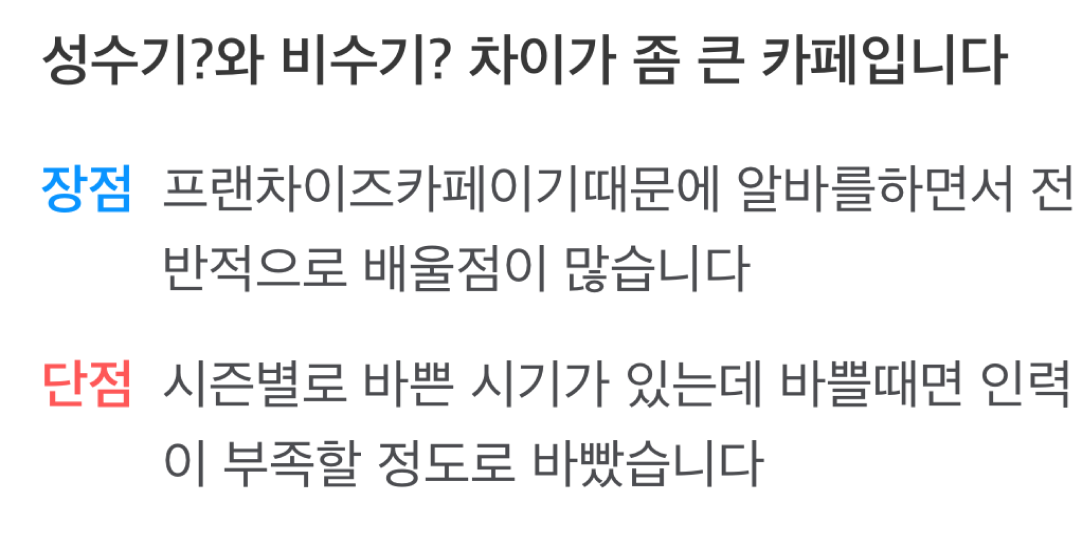 성수기?와 비수기? 차이가 좀 큰 카페입니다
장점 프랜차이즈카페이기때문에 알바를하면서 전
반적으로 배울점이 많습니다
단점 시즌별로 바쁜 시기가 있는데 바쁠때면 인력
이 부족할 정도로 바빴습니다